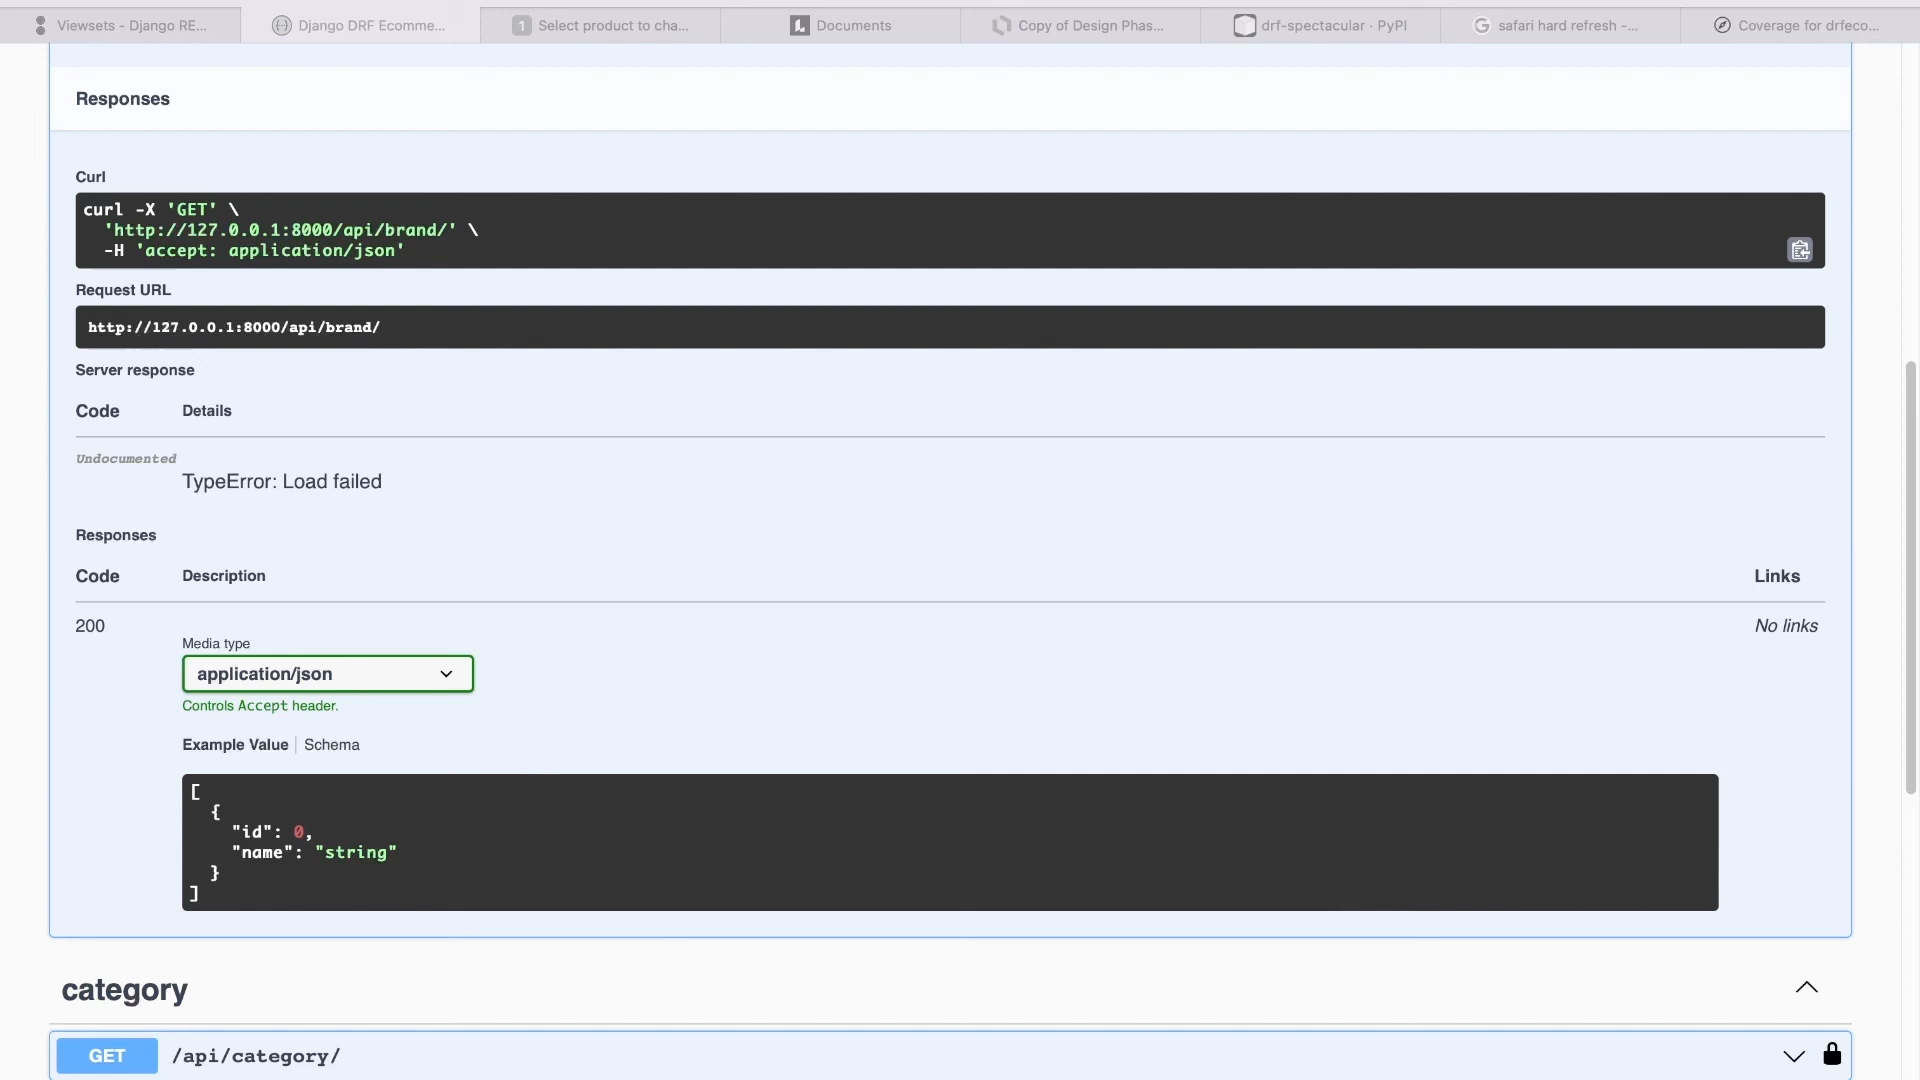 Viewsets - Django RE...
Django DRF Ecomme...
1 Select product to cha...
Documents
Copy of Design Phas...
drf-spectacular · PyPI
G safari hard refresh -...
Coverage for drfeco...
Responses
Curl
curl -X 'GET' \
'http://127.0.0.1:8000/api/brand/' \
-H 'accept: application/json'
Request URL
http://127.0.0.1:8000/api/brand/
Server response
Code Details
Undocumented
TypeError: Load failed
Responses
Code Description Links
200 No links
Media type
application/json
Controls Accept header.
Example Value Schema
[
{
"id": 0,
"name": "string"
}
]
category
GET /api/category/